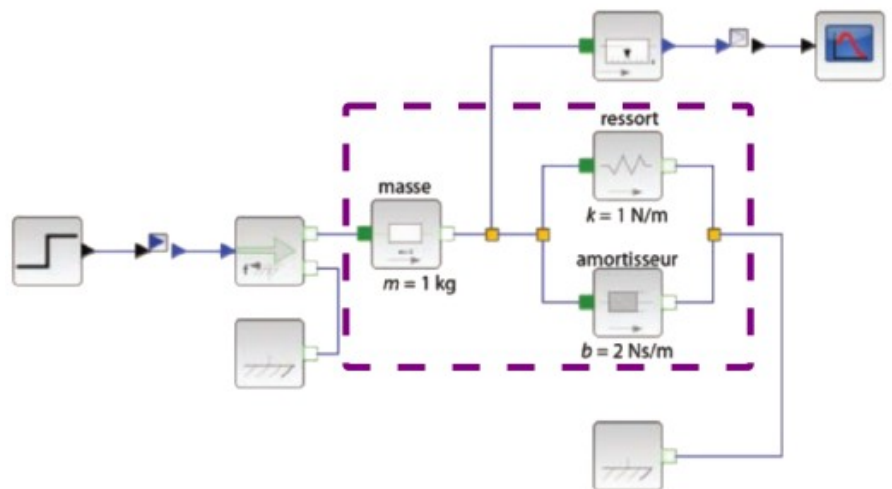 ressort
masse
k = 1 N/m
amortisseur
m = 1 kg
b = 2 Ns/m